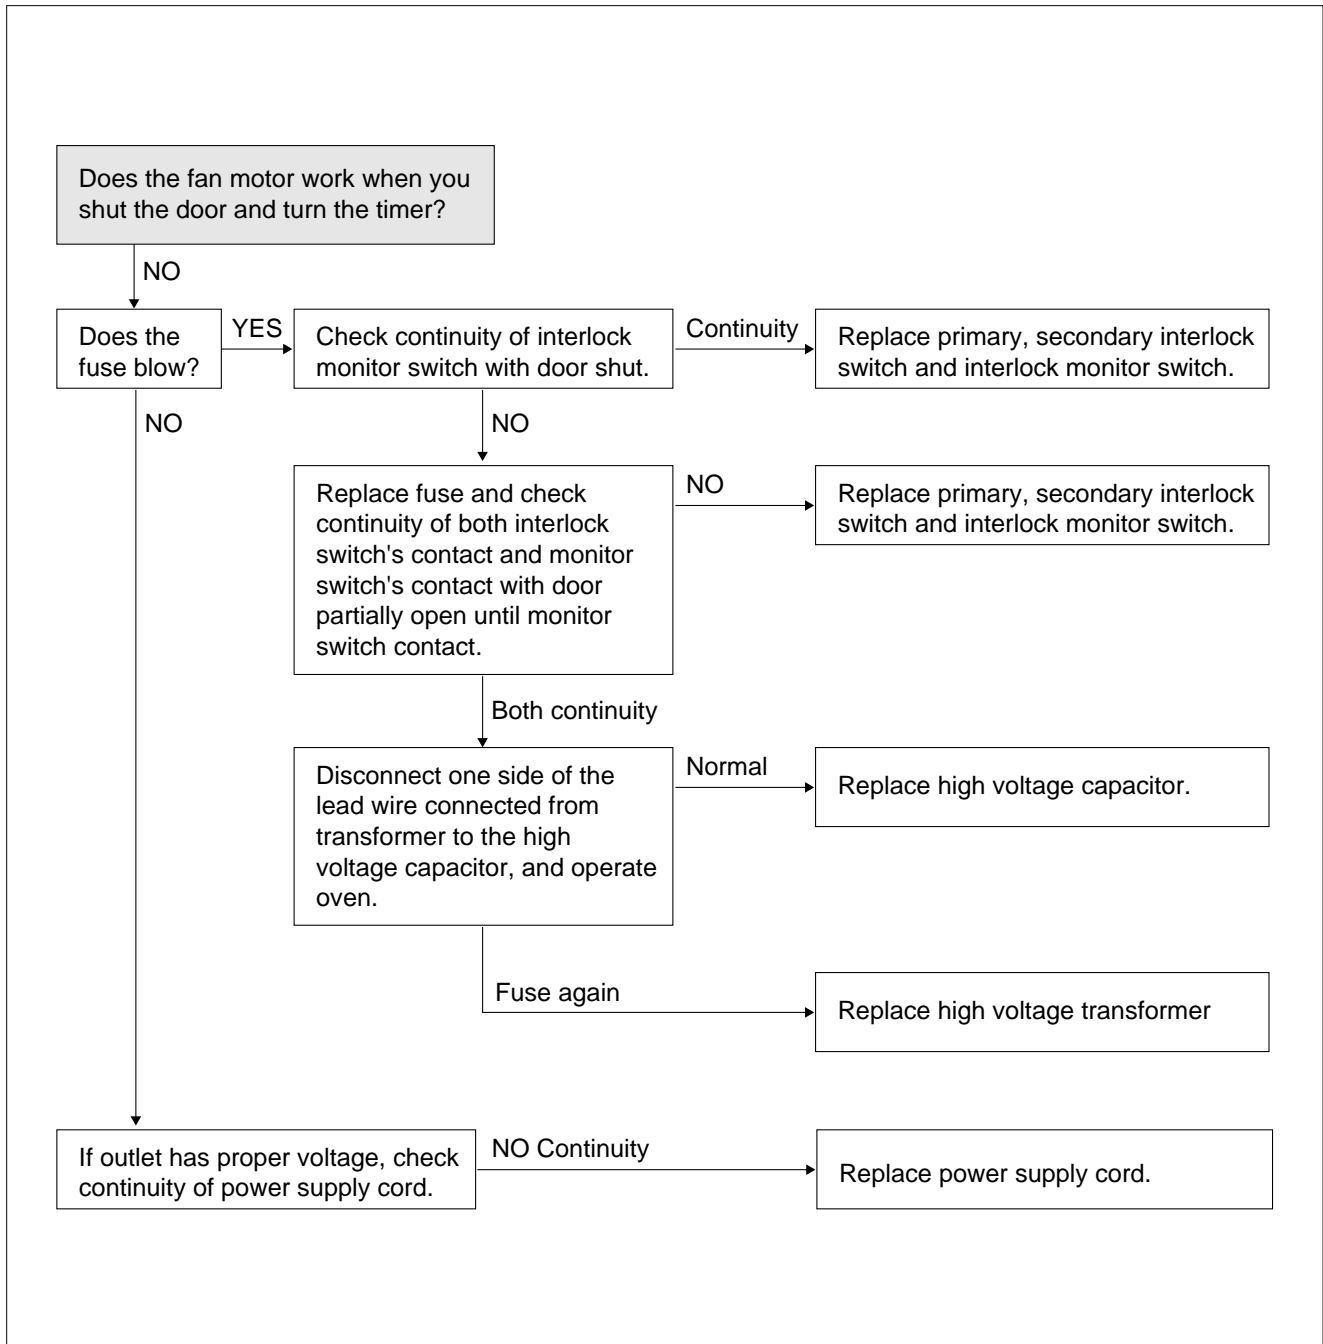 Does the fan motor work when you
shut the door and turn the timer?
NO
Does the
fuse blow?
YES
Check continuity of interlock
monitor switch with door shut.
Continuity
Replace primary, secondary interlock
switch and interlock monitor switch.
NO
NO
Replace fuse and check
continuity of both interlock
switch's contact and monitor
switch's contact with door
partially open until monitor
switch contact.
NO
Replace primary, secondary interlock
switch and interlock monitor switch.
Both continuity
Disconnect one side of the
lead wire connected from
transformer to the high
voltage capacitor, and operate
oven.
Normal
Replace high voltage capacitor.
Fuse again
Replace high voltage transformer
If outlet has proper voltage, check
continuity of power supply cord.
NO Continuity
Replace power supply cord.